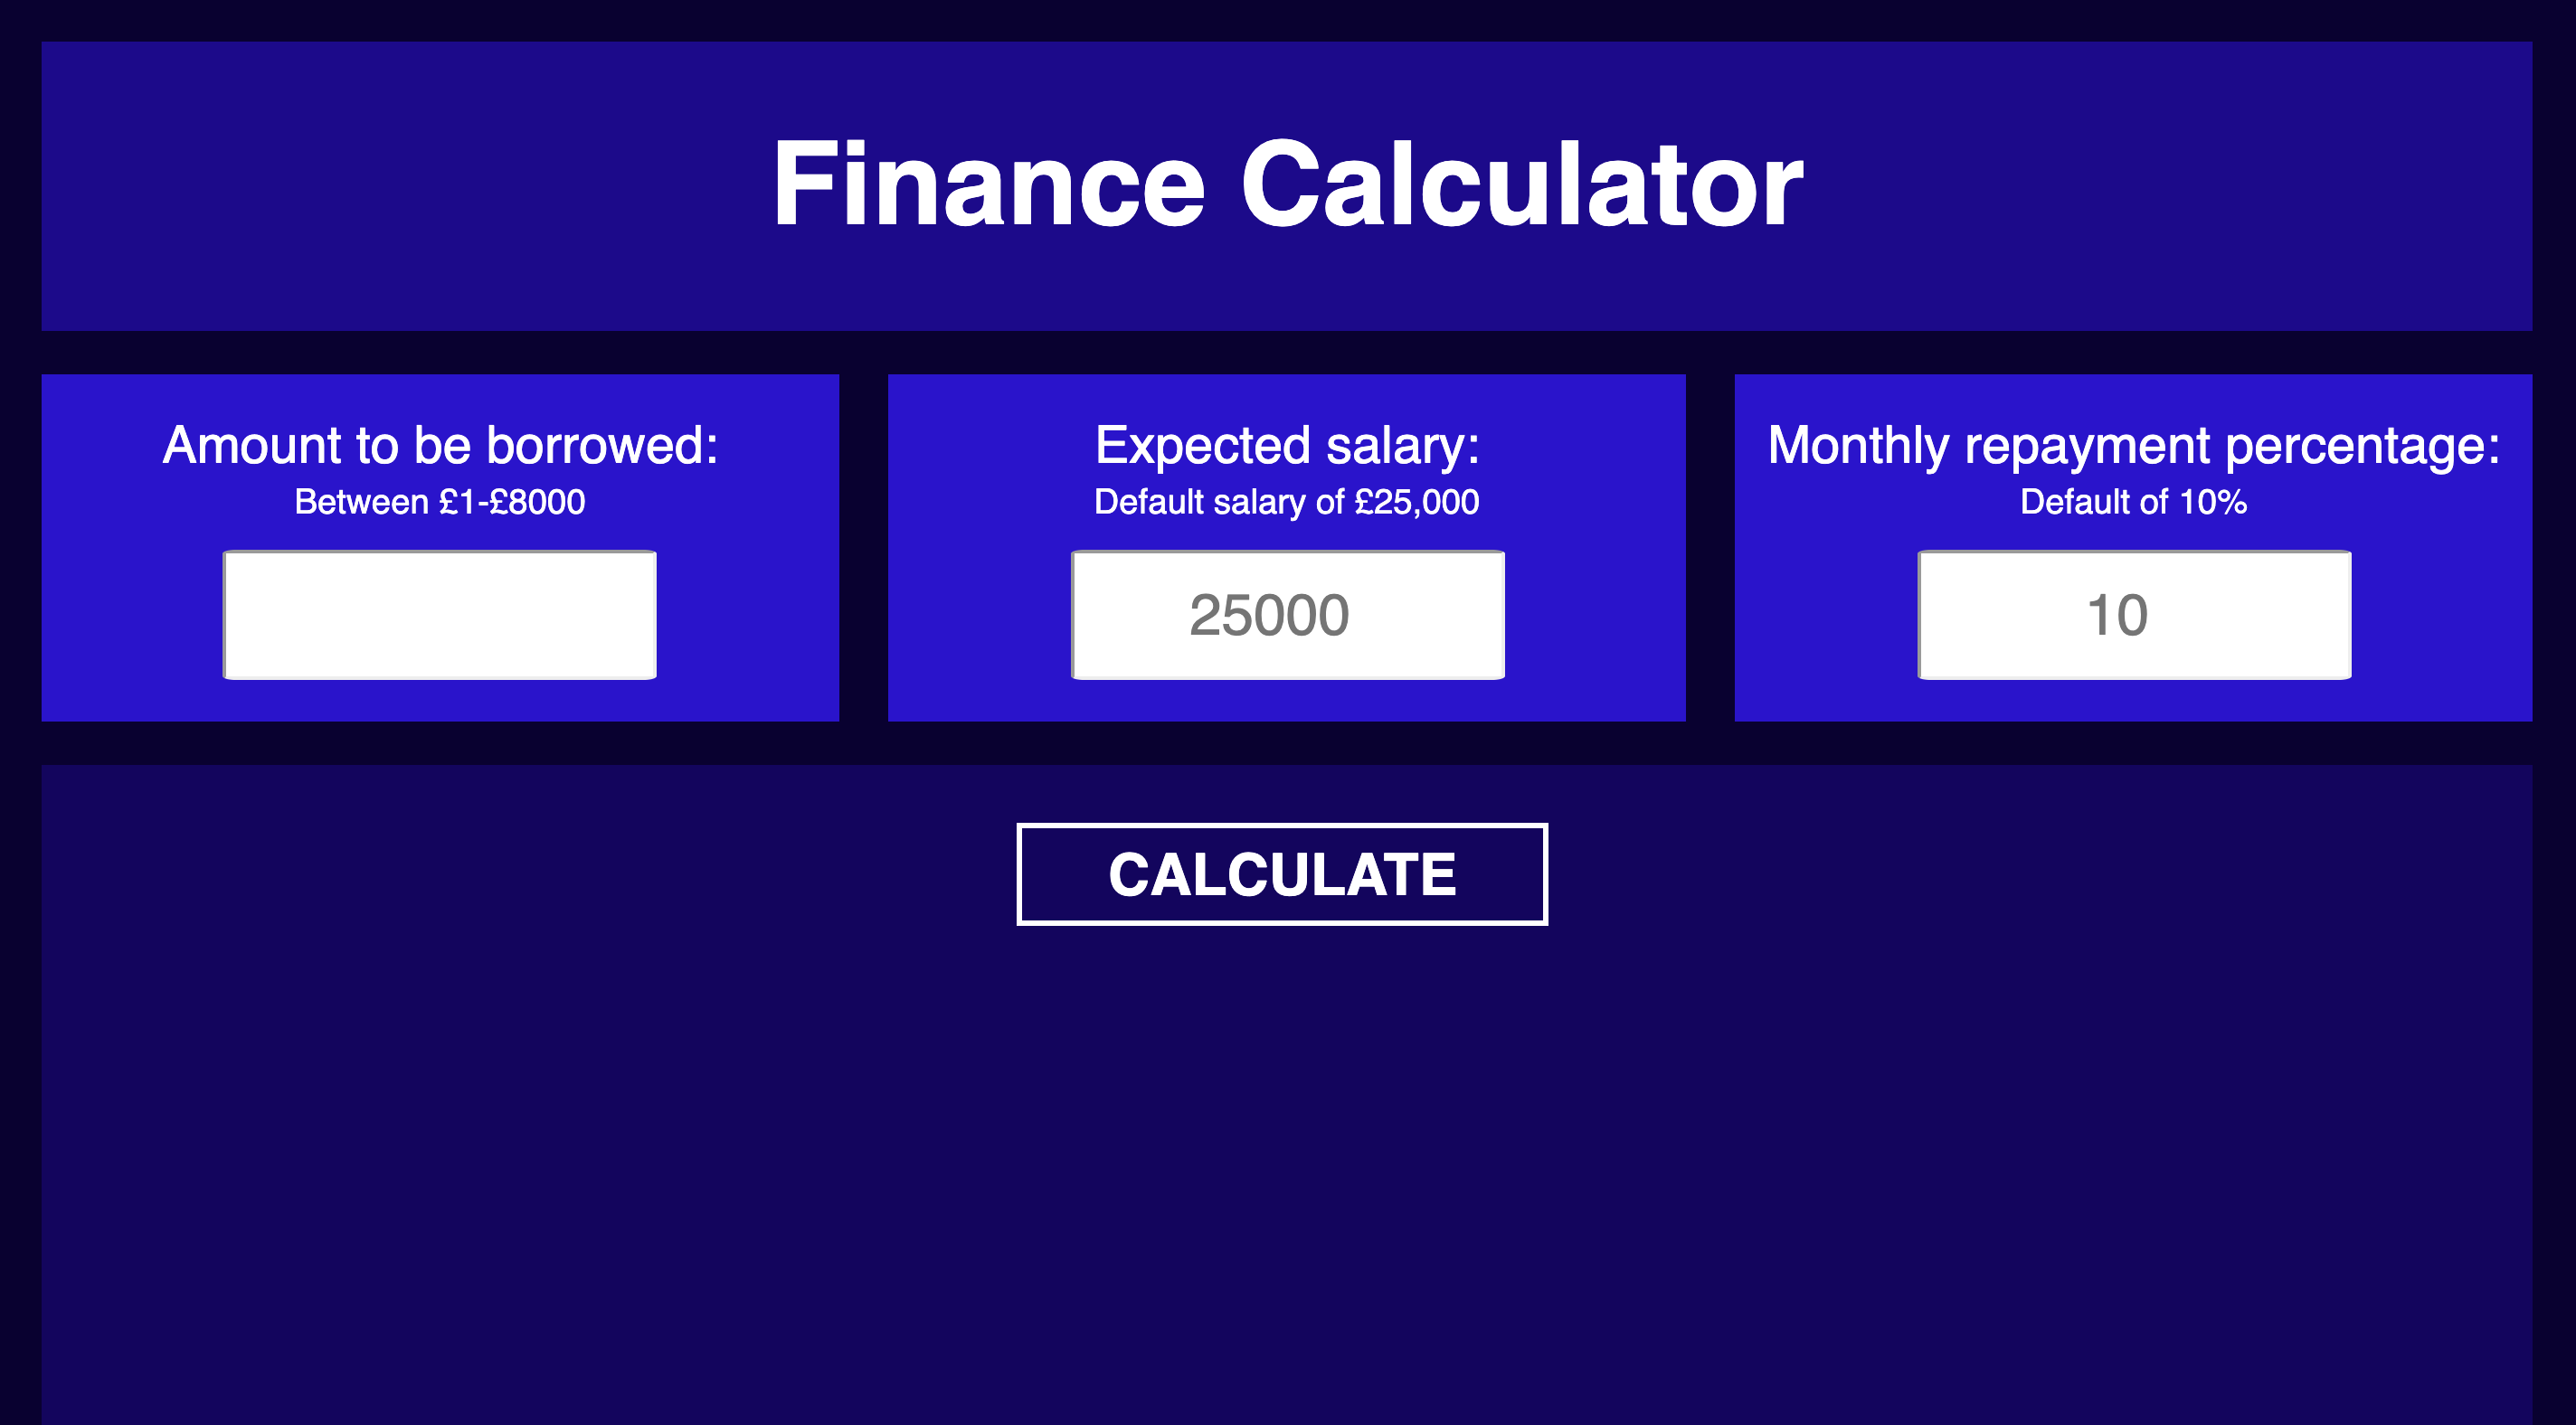 Finance Calculator
Amount to be borrowed:
Between £1-£8000
Expected salary:
Default salary of £25,000
25000
Monthly repayment percentage:
Default of 10%
10
CALCULATE